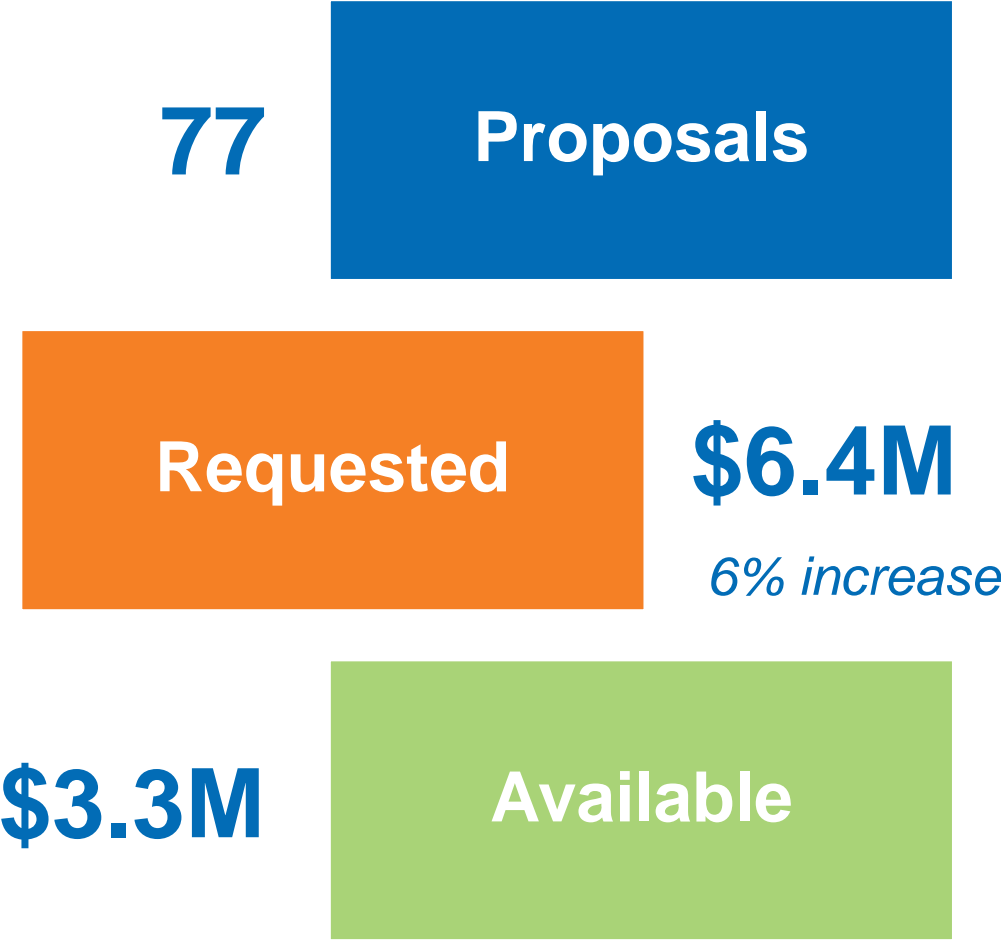 77
Proposals
Requested
$6.4M
6% increase
$3.3M
Available